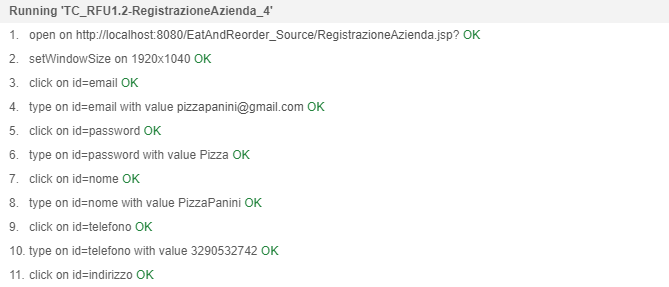 Running 'TC_RFU1.2-RegistrazioneAzienda_4'
1. open on http://localhost:8080/EatAndReorder_Source/RegistrazioneAzienda.jsp? OK
2. setWindowSize on 1920x1040 OK
3. click on id=email OK
4. type on id=email with value pizzapanini@gmail.com OK
5. click on id=password OK
6. type on id=password with value Pizza OK
7. click on id=nome OK
8. type on id=nome with value PizzaPanini OK
9. click on id=telefono OK
10. type on id=telefono with value 3290532742 OK
11. click on id=indirizzo OK